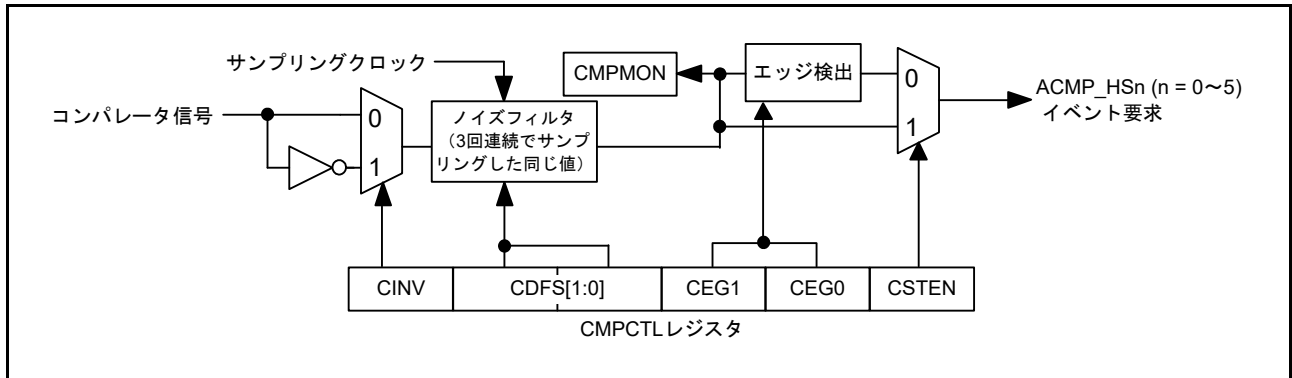 サンプリングクロック
CMPMON
エッジ検出
0
1
ACMP_HSn (n = 0～5)
イベント要求
コンパレータ信号
0
1
ノイズフィルタ
（3回連続でサンプ
リングした同じ値）
CINV
CDFS[1:0]
CEG1
CEG0
CSTEN
CMPCTLレジスタ